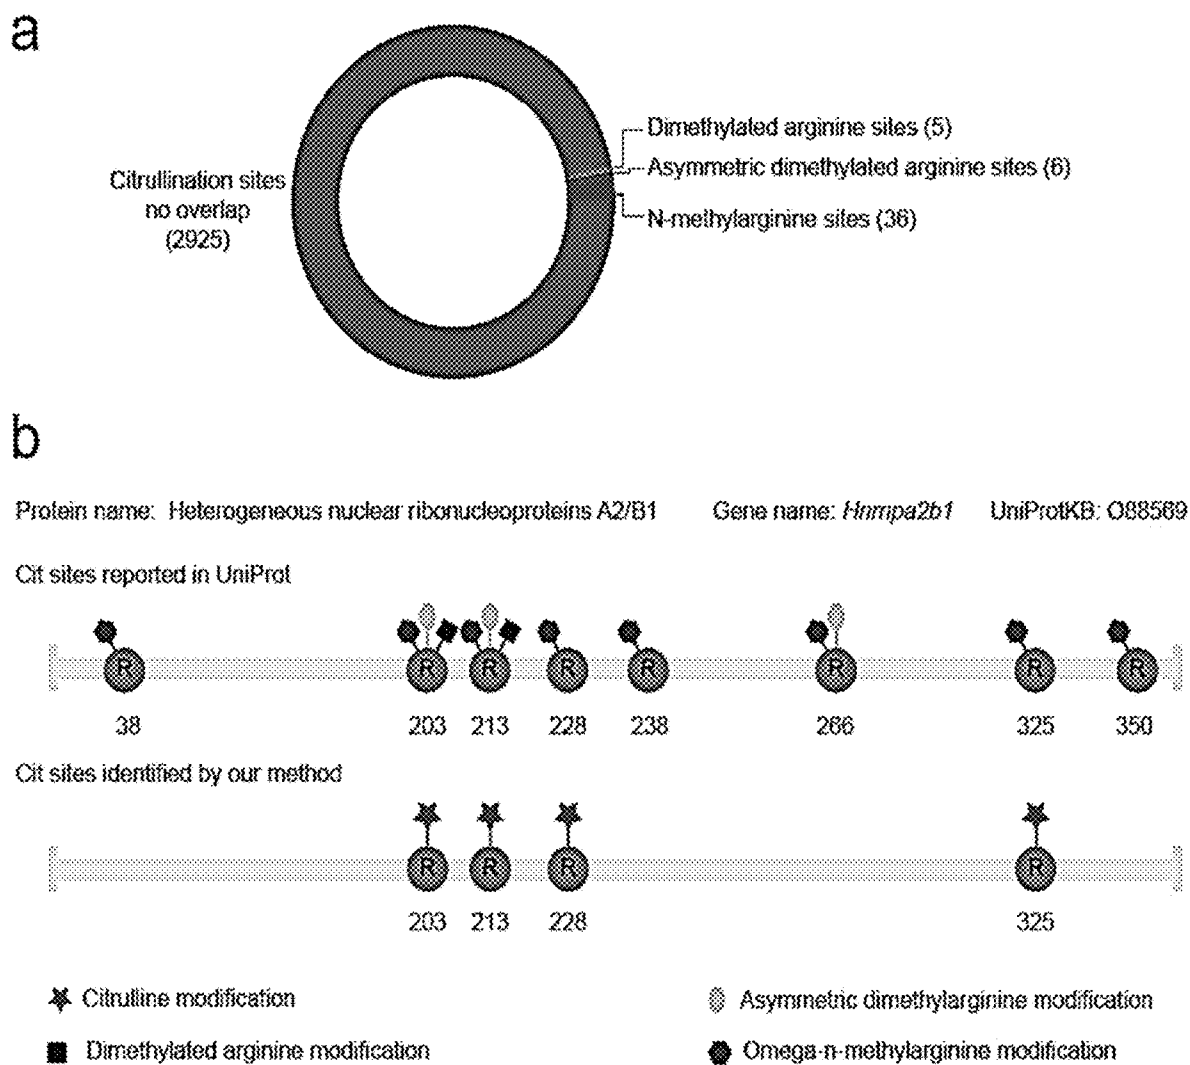 a
Dimethylated arginine sites (5)
Asymmetric dimethylated arginine sites (6)
N-methylarginine sites (36)
Citrullination sites
no overlap
(2925)
b
Protein name: Heterogeneous nuclear ribonucleoproteins A2/B1 Gene name: Hnrnpa2b1 UniProtKB: O88569
Cit sites reported in UniProt
R R R R R R R R
38 203 213 228 238 266 325 350
Cit sites identified by our method
R R R R
203 213 228 325
Citrulline modification Asymmetric dimethylarginine modification
Dimethylated arginine modification Omega-n-methylarginine modification